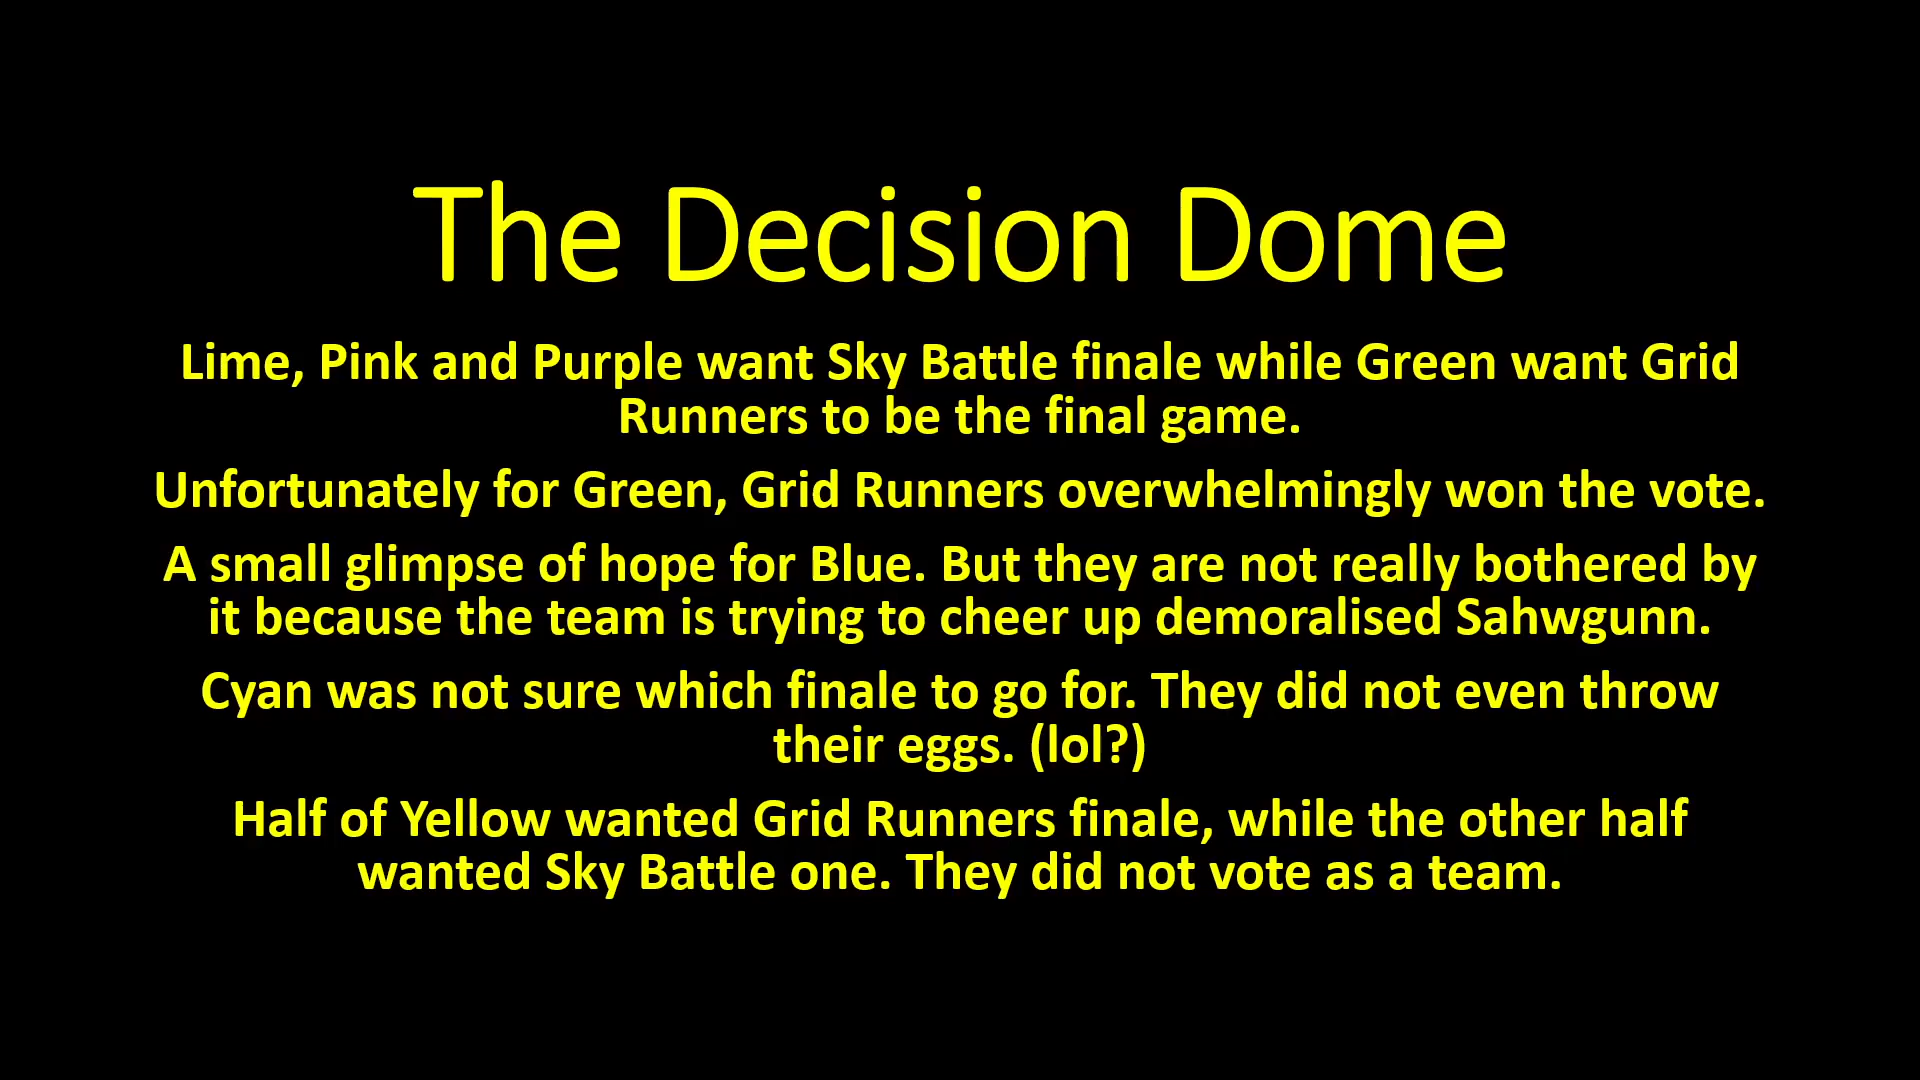 The Decision Dome
Lime, Pink and Purple want Sky Battle finale while Green want Grid
Runners to be the final game.
Unfortunately for Green, Grid Runners overwhelmingly won the vote.
A small glimpse of hope for Blue. But they are not really bothered by
it because the team is trying to cheer up demoralised Sahwgunn.
Cyan was not sure which finale to go for. They did not even throw
their eggs. (lol?)
Half of Yellow wanted Grid Runners finale, while the other half
wanted Sky Battle one. They did not vote as a team.